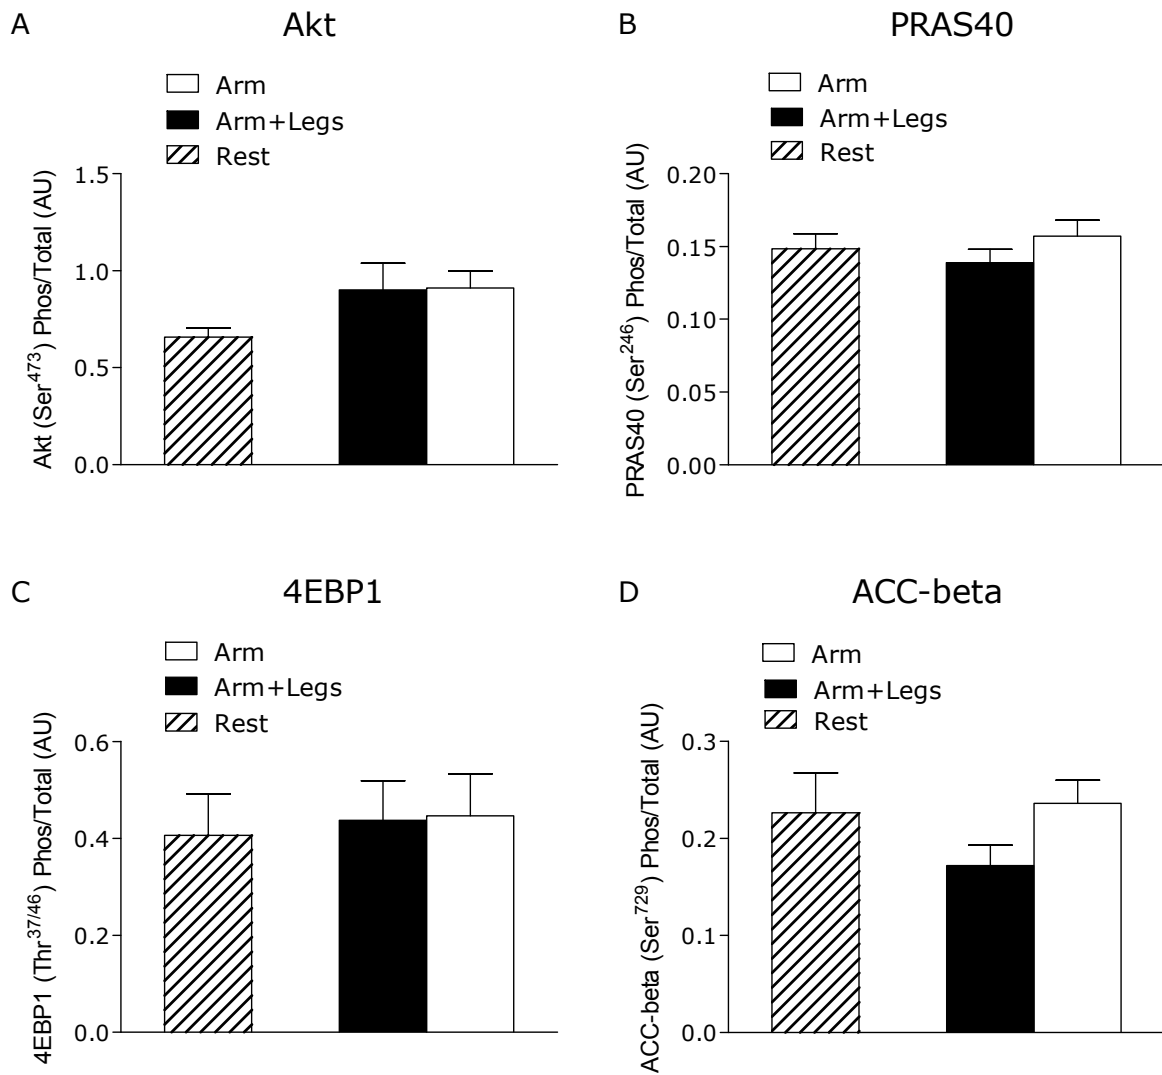 A
Akt
Arm
Arm+Legs
Rest
Akt (Ser473) Phos/Total (AU)
1.5
1.0
0.5
0.0
B
PRAS40
Arm
Arm+Legs
Rest
PRAS40 (Ser246) Phos/Total (AU)
0.20
0.15
0.10
0.05
0.00
C
4EBP1
Arm
Arm+Legs
Rest
4EBP1 (Thr37/46) Phos/Total (AU)
0.6
0.4
0.2
0.0
D
ACC-beta
Arm
Arm+Legs
Rest
ACC-beta (Ser729) Phos/Total (AU)
0.3
0.2
0.1
0.0